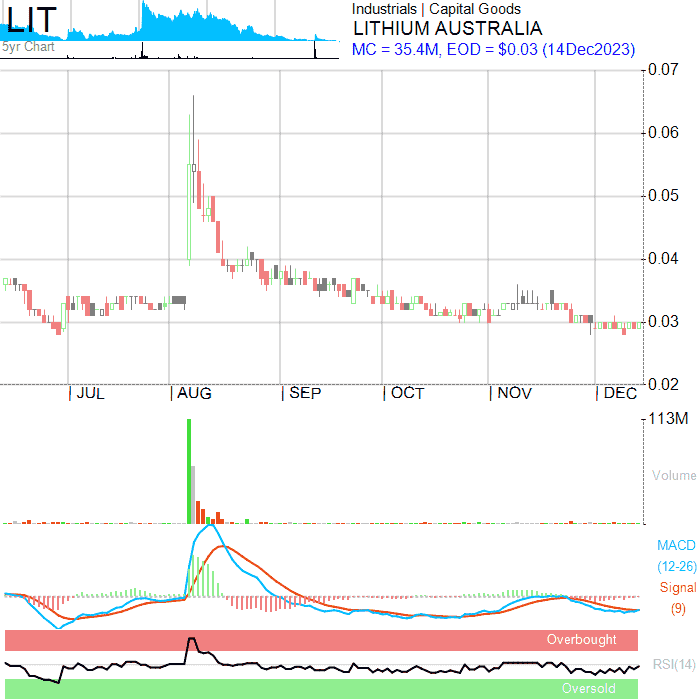 LIT
5yr Chart
Industrials | Capital Goods
LITHIUM AUSTRALIA
MC = 35.4M, EOD = $0.03 (14Dec2023)
0.07
0.06
0.05
0.04
0.03
0.02
JUL AUG SEP OCT NOV DEC
113M
Volume
MACD
(12-26)
Signal
(9)
Overbought
RSI(14)
Oversold